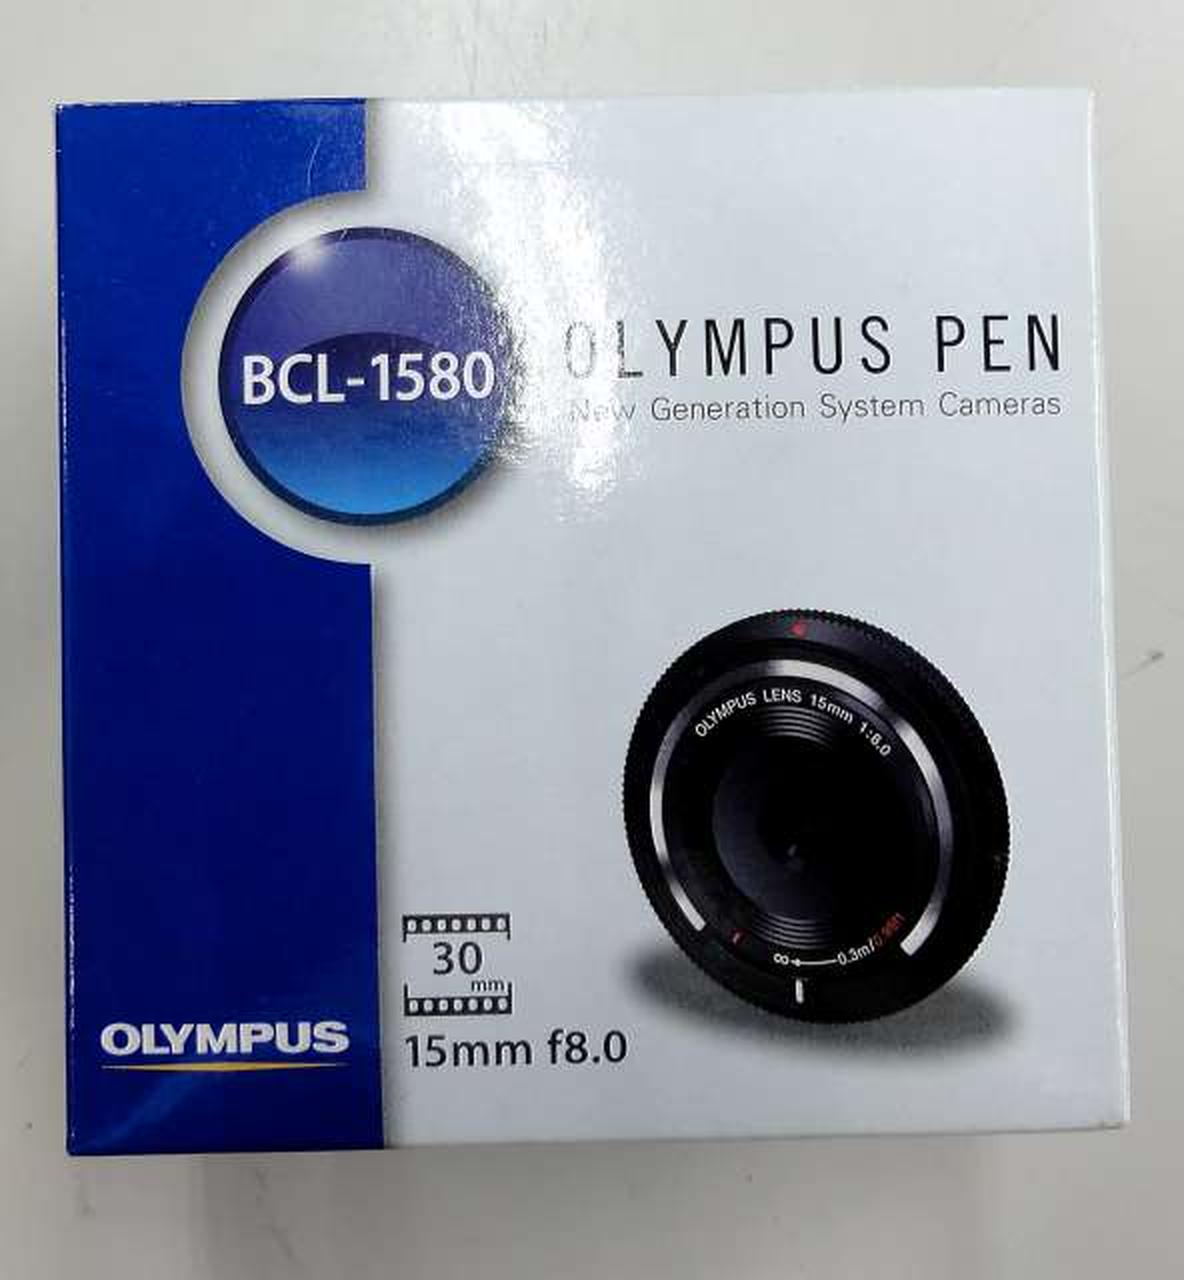 BCL-1580
OLYMPUS PEN
New Generation System Cameras
OLYMPUS LENS 15mm 1:8.0
∞ 0.3m/
30
mm
15mm f8.0
OLYMPUS